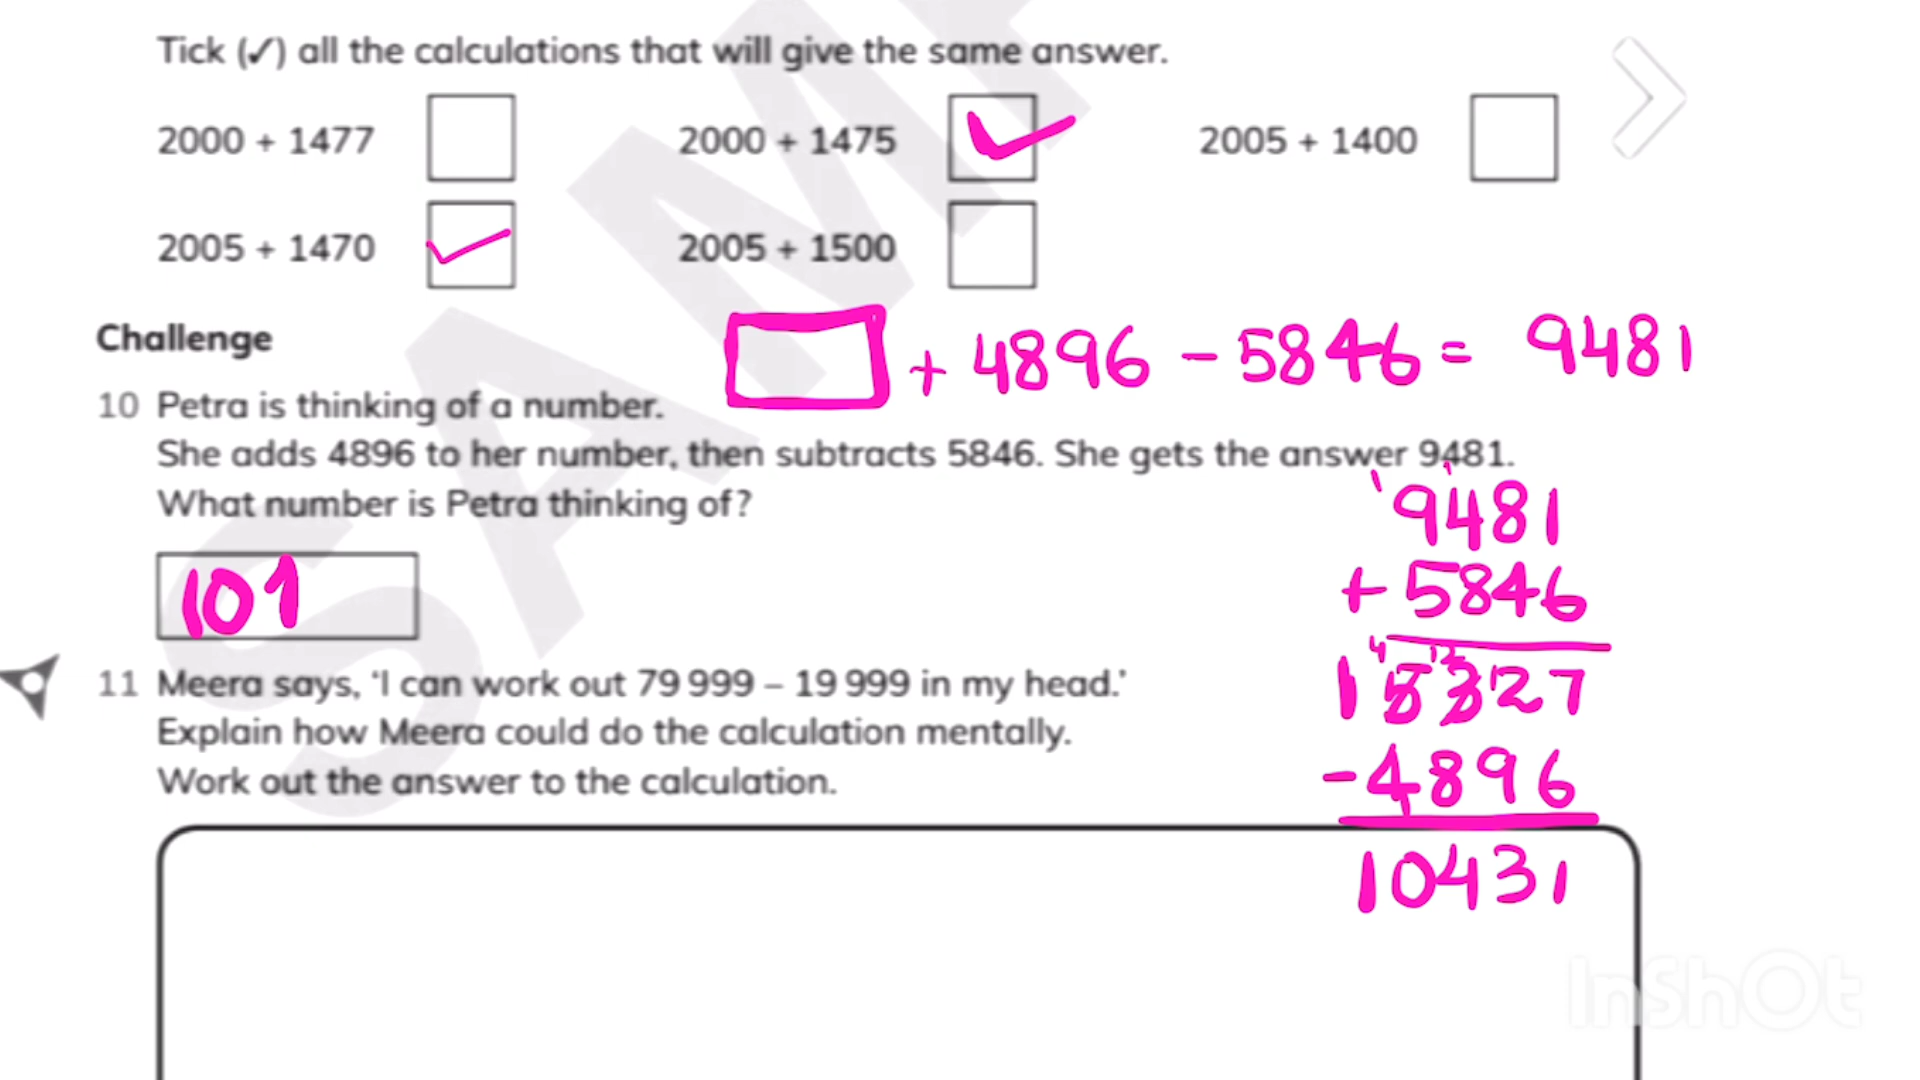 Tick (✓) all the calculations that will give the same answer.
2000 + 1477 2000 + 1475 ✓ 2005 + 1400
2005 + 1470 ✓ 2005 + 1500
Challenge
□ + 4896 - 5846 = 9481
10 Petra is thinking of a number.
She adds 4896 to her number, then subtracts 5846. She gets the answer 9481.
What number is Petra thinking of?
1 1
9481
+ 5846
15327
- 4896
10431
101
11 Meera says, ‘I can work out 79 999 – 19 999 in my head.’
Explain how Meera could do the calculation mentally.
Work out the answer to the calculation.
SAMP
InShOt